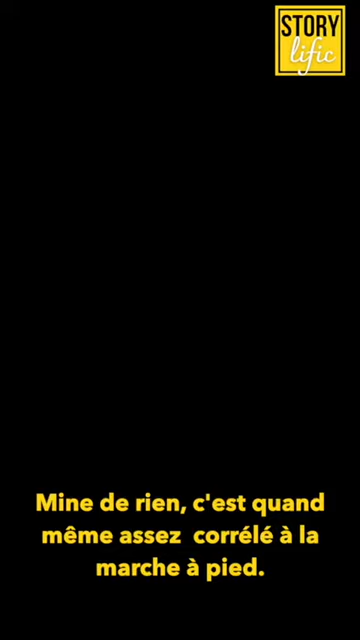 STORY
lific
Mine de rien, c'est quand
même assez  corrélé à la
marche à pied.